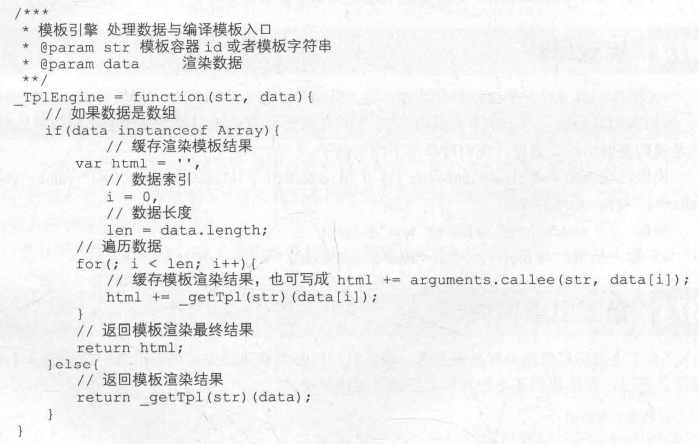 /***
 * 模板引擎 处理数据与编译模板入口
 * @param str 模板容器 id 或者模板字符串
 * @param data 渲染数据
 **/
_TplEngine = function(str, data){
// 如果数据是数组
if(data instanceof Array){
// 缓存渲染模板结果
var html = '',
// 数据索引
i = 0,
// 数据长度
len = data.length;
// 遍历数据
for(; i < len; i++){
// 缓存模板渲染结果，也可写成 html += arguments.callee(str, data[i]);
html += _getTpl(str)(data[i]);
}
// 返回模板渲染最终结果
return html;
}else{
// 返回模板渲染结果
return _getTpl(str)(data);
}
}